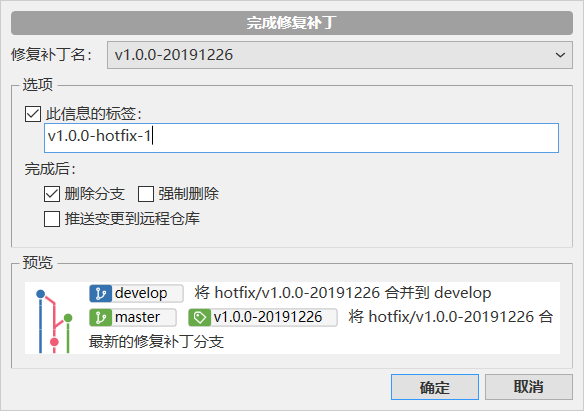 完成修复补丁
修复补丁名: v1.0.0-20191226
选项
此信息的标签:
v1.0.0-hotfix-1
完成后:
删除分支 强制删除
推送变更到远程仓库
预览
develop 将 hotfix/v1.0.0-20191226 合并到 develop
master v1.0.0-20191226 将 hotfix/v1.0.0-20191226 合
最新的修复补丁分支
确定 取消